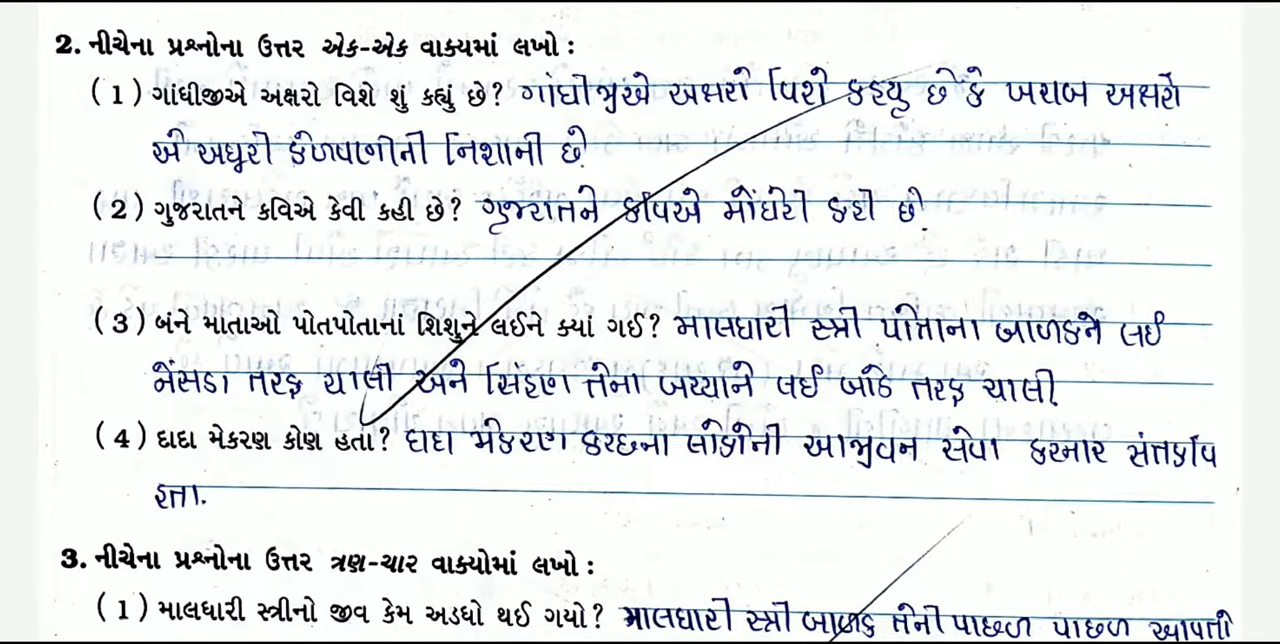 2. નીચેના પ્રશ્નોના ઉત્તર એક-એક વાક્યમાં લખો :
(1) ગાંધીજીએ અક્ષરો વિશે શું કહ્યું છે? ગાંધીજીએ અક્ષરો વિશે કહ્યુ છે કે ખરાબ અક્ષરો
એ અધૂરી કેળવણીની નિશાની છે.
(2) ગુજરાતને કવિએ કેવી કહી છે? ગુજરાતને કવિએ મોંઘેરી કહી છે.
(3) બંને માતાઓ પોતપોતાનાં શિશુને લઈને ક્યાં ગઈ? માલધારી સ્ત્રી પોતાના બાળકને લઈ
નેસડા તરફ ચાલી અને સિંહણ તેના બચ્ચાને લઈ બોડ તરફ ચાલી.
(4) દાદા મેકરણ કોણ હતા? દાદા મેકરણ કચ્છના લોકોની આજીવન સેવા કરનાર સંતકવિ
હતા.
3. નીચેના પ્રશ્નોના ઉત્તર ત્રણ-ચાર વાક્યોમાં લખો :
(1) માલધારી સ્ત્રીનો જીવ કેમ અડધો થઈ ગયો? માલધારી સ્ત્રી બાળક તેની પાછળ પાછળ આવતી